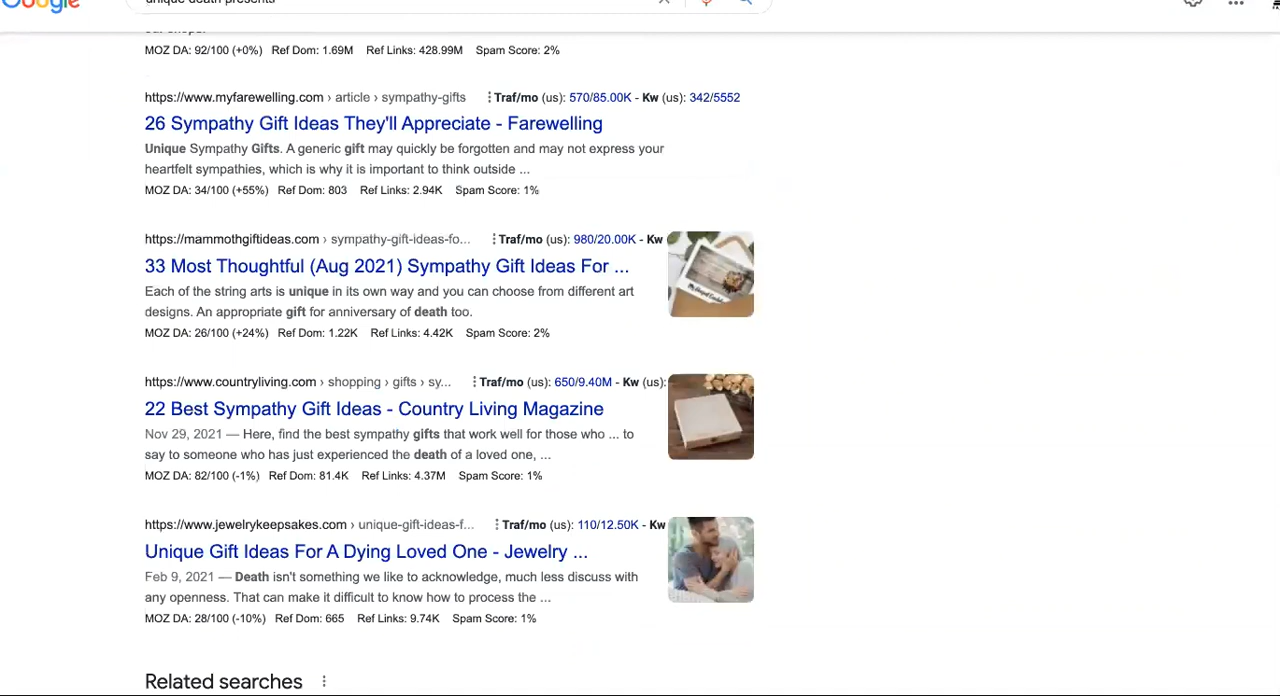 Google
unique death presents
MOZ DA: 92/100 (+0%) Ref Dom: 1.69M Ref Links: 428.99M Spam Score: 2%
https://www.myfarewelling.com › article › sympathy-gifts Traf/mo (us): 570/85.00K - Kw (us): 342/5552
26 Sympathy Gift Ideas They'll Appreciate - Farewelling
Unique Sympathy Gifts. A generic gift may quickly be forgotten and may not express your
heartfelt sympathies, which is why it is important to think outside ...
MOZ DA: 34/100 (+55%) Ref Dom: 803 Ref Links: 2.94K Spam Score: 1%
https://mammothgiftideas.com › sympathy-gift-ideas-fo... Traf/mo (us): 980/20.00K - Kw
33 Most Thoughtful (Aug 2021) Sympathy Gift Ideas For ...
Each of the string arts is unique in its own way and you can choose from different art
designs. An appropriate gift for anniversary of death too.
MOZ DA: 26/100 (+24%) Ref Dom: 1.22K Ref Links: 4.42K Spam Score: 2%
https://www.countryliving.com › shopping › gifts › sy... Traf/mo (us): 650/9.40M - Kw (us):
22 Best Sympathy Gift Ideas - Country Living Magazine
Nov 29, 2021 — Here, find the best sympathy gifts that work well for those who ... to
say to someone who has just experienced the death of a loved one, ...
MOZ DA: 82/100 (-1%) Ref Dom: 81.4K Ref Links: 4.37M Spam Score: 1%
https://www.jewelrykeepsakes.com › unique-gift-ideas-f... Traf/mo (us): 110/12.50K - Kw
Unique Gift Ideas For A Dying Loved One - Jewelry ...
Feb 9, 2021 — Death isn't something we like to acknowledge, much less discuss with
any openness. That can make it difficult to know how to process the ...
MOZ DA: 28/100 (-10%) Ref Dom: 665 Ref Links: 9.74K Spam Score: 1%
Related searches